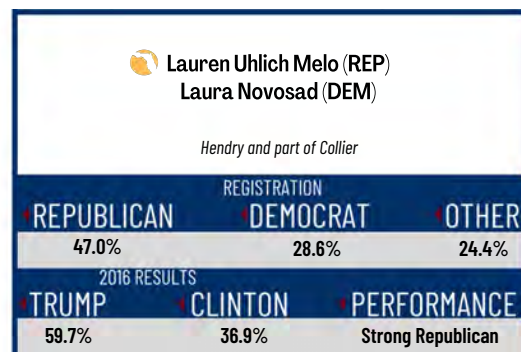 Lauren Uhlich Melo (REP)
Laura Novosad (DEM)
Hendry and part of Collier
REGISTRATION
REPUBLICAN DEMOCRAT OTHER
47.0% 28.6% 24.4%
2016 RESULTS
TRUMP CLINTON PERFORMANCE
59.7% 36.9% Strong Republican